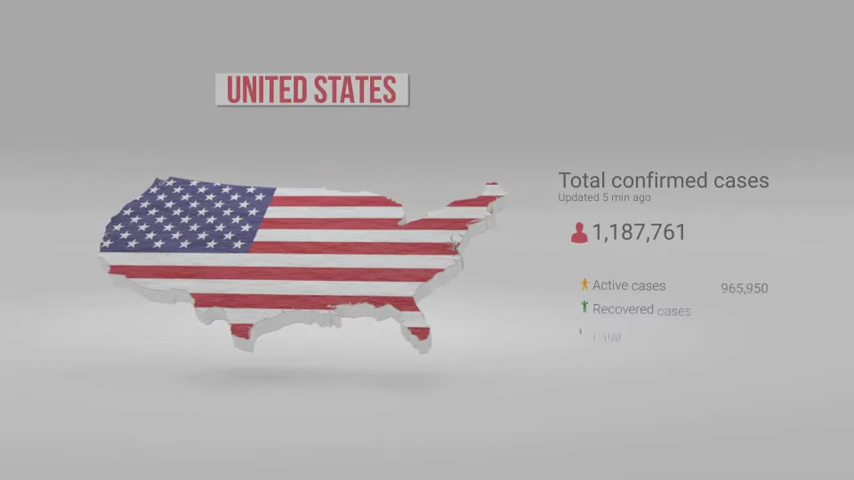 UNITED STATES
Total confirmed cases
Updated 5 min ago
1,187,761
Active cases 965,950
Recovered cases